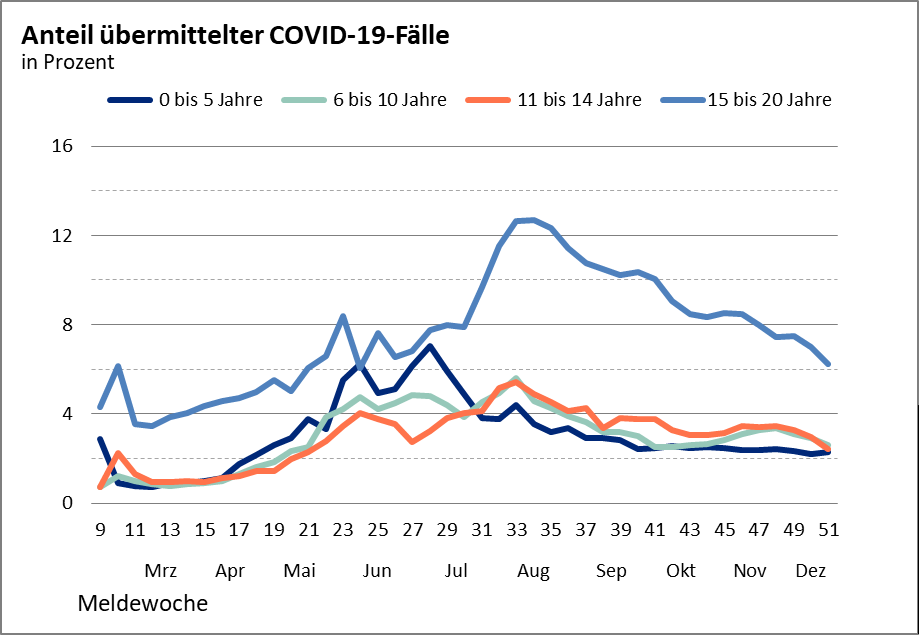 Anteil übermittelter COVID-19-Fälle
in Prozent
0 bis 5 Jahre 6 bis 10 Jahre 11 bis 14 Jahre 15 bis 20 Jahre
16
12
8
4
0
9 11 13 15 17 19 21 23 25 27 29 31 33 35 37 39 41 43 45 47 49 51
Mrz Apr Mai Jun Jul Aug Sep Okt Nov Dez
Meldewoche